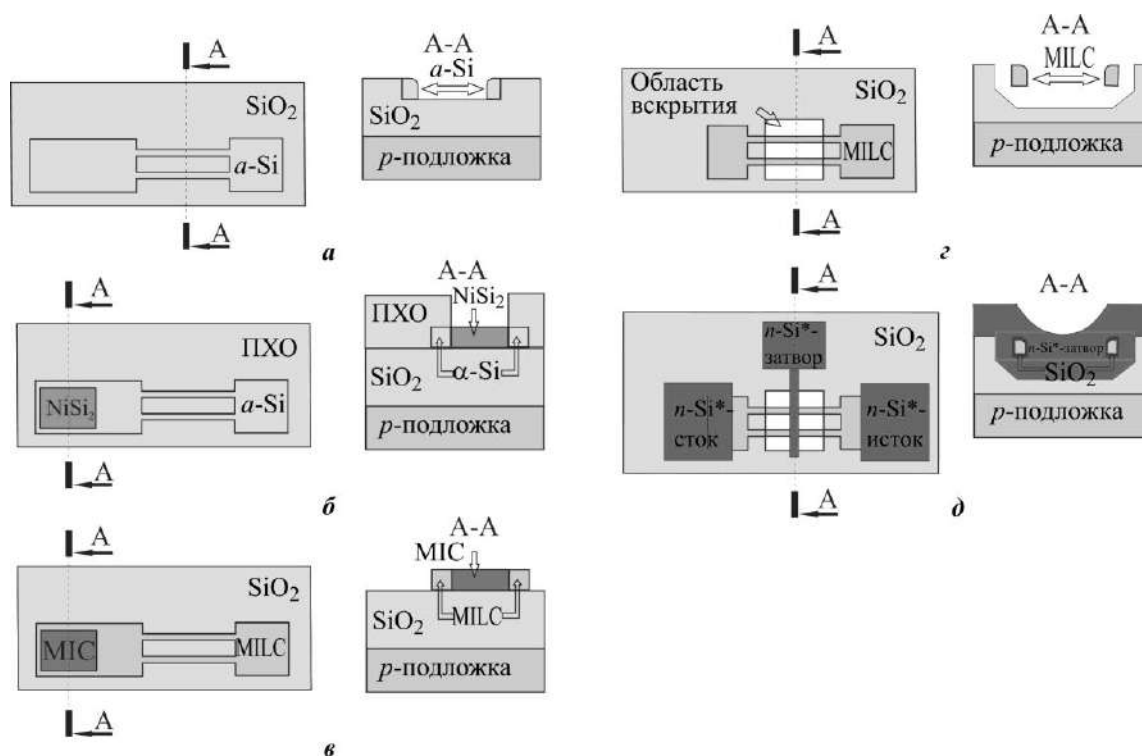 A
A-A
a-Si
SiO₂
SiO₂
a-Si
p-подложка
A
а
A
A-A
NiSi₂
ПХО
ПХО
NiSi₂
a-Si
α-Si
SiO₂
p-подложка
A
б
A
A-A
MIC
SiO₂
MIC
MILC
MILC
SiO₂
p-подложка
A
в
A
A-A
MILC
Область
вскрытия
SiO₂
MILC
p-подложка
A
г
A
A-A
n-Si*-
затвор
SiO₂
n-Si*-
сток
n-Si*-
исток
n-Si*-затвор
SiO₂
p-подложка
A
д